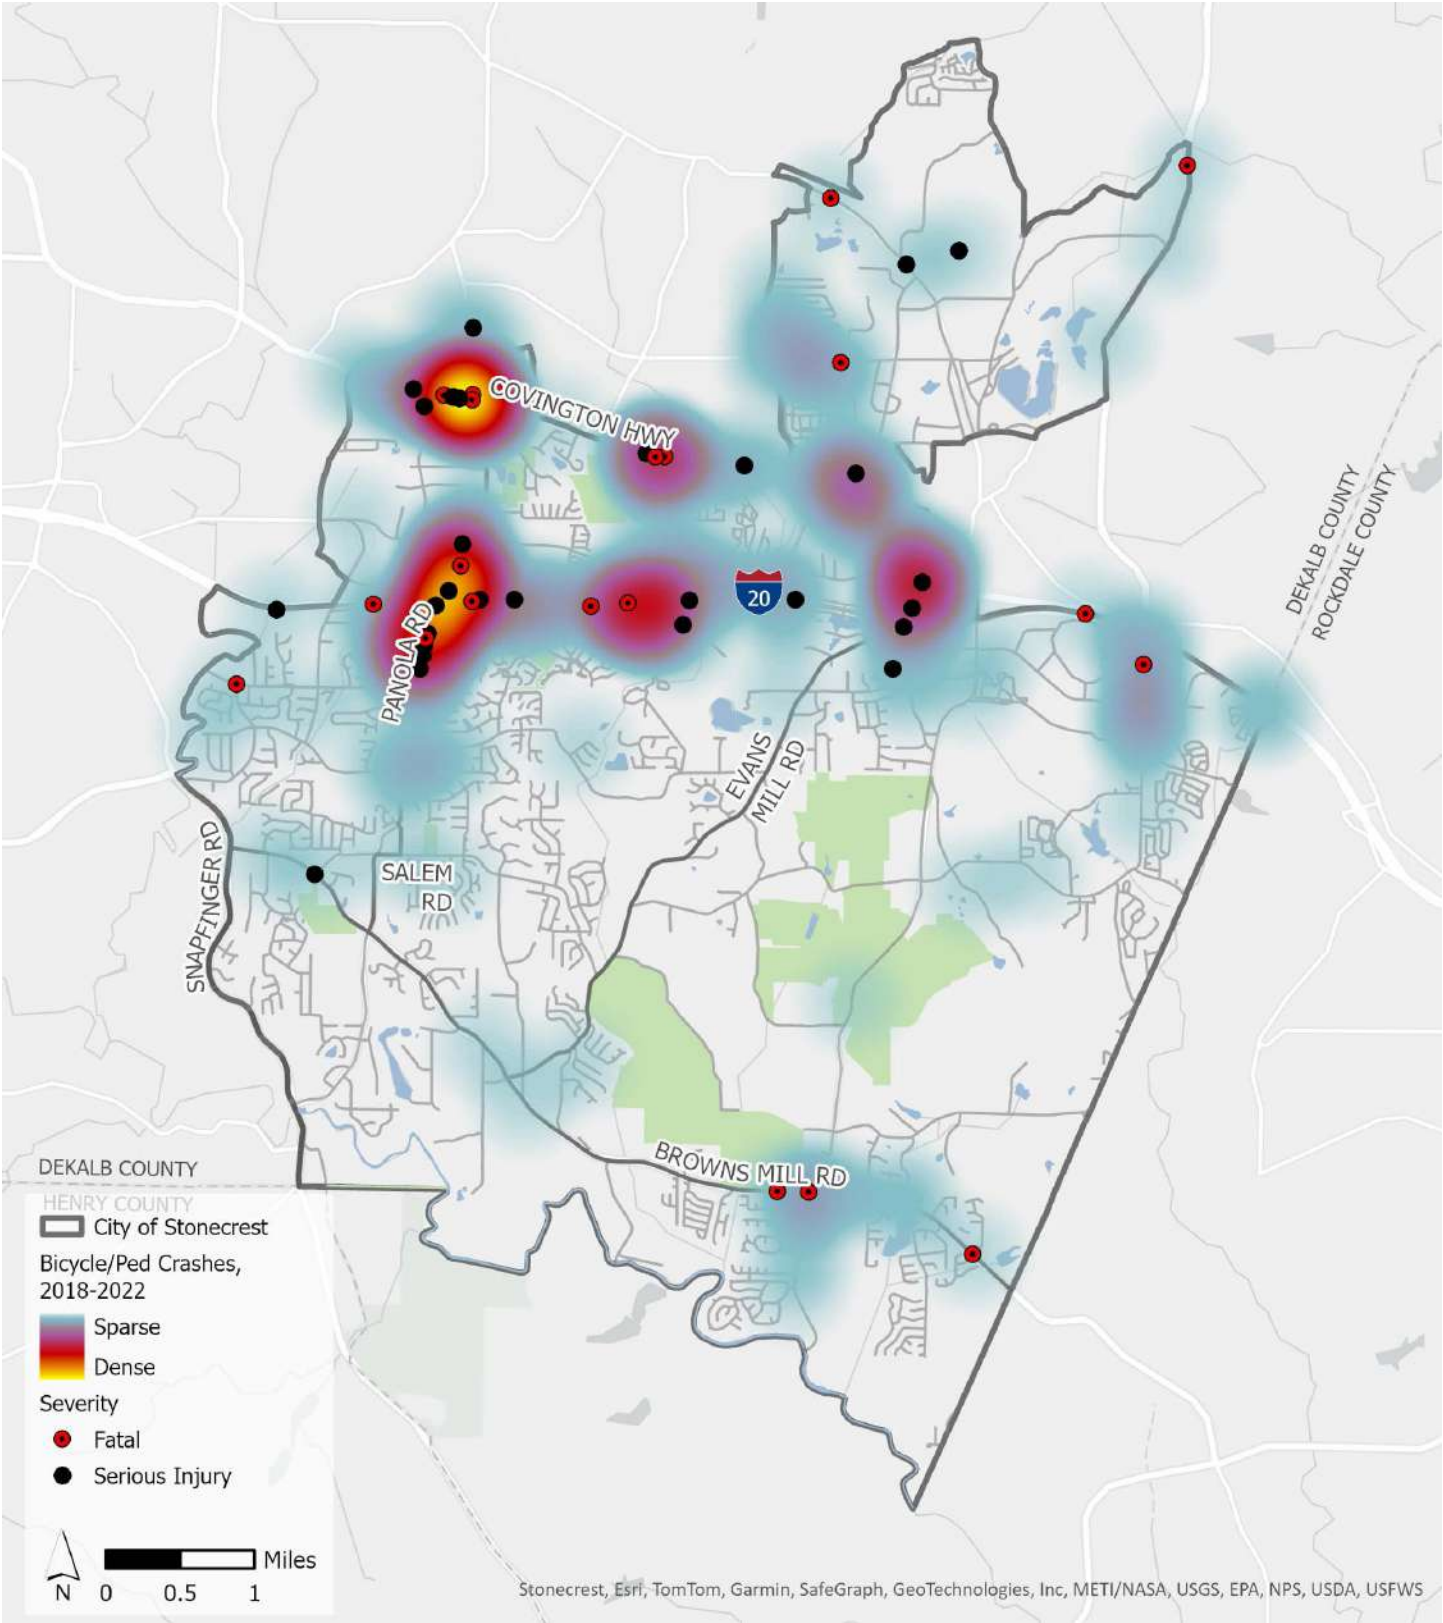 COVINGTON HWY
20
DEKALB COUNTY
ROCKDALE COUNTY
PANOLA RD
EVANS
MILL RD
SNAPFINGER RD
SALEM
RD
BROWNS MILL RD
DEKALB COUNTY
HENRY COUNTY
City of Stonecrest
Bicycle/Ped Crashes,
2018-2022
Sparse
Dense
Severity
Fatal
Serious Injury
N
Miles
0 0.5 1
Stonecrest, Esri, TomTom, Garmin, SafeGraph, GeoTechnologies, Inc, METI/NASA, USGS, EPA, NPS, USDA, USFWS